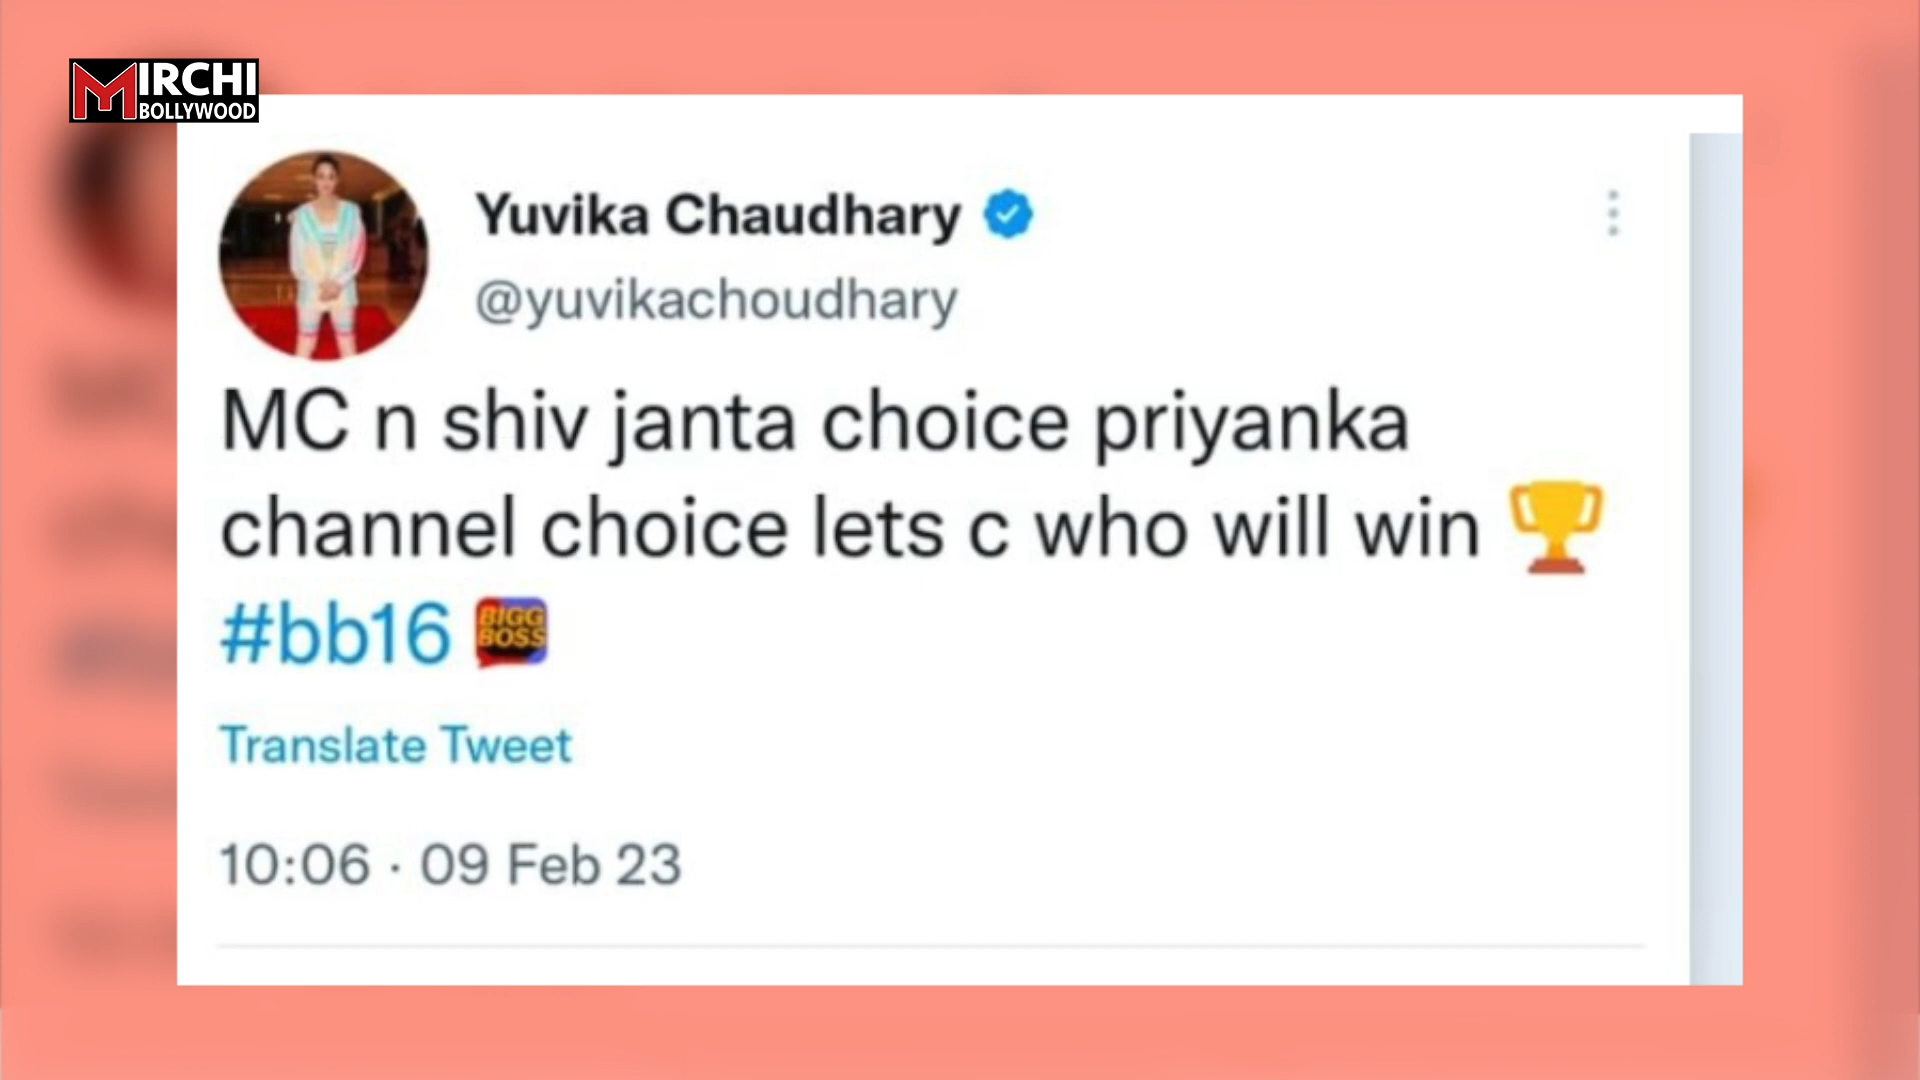 MIRCHI
BOLLYWOOD
Yuvika Chaudhary
@yuvikachoudhary
MC n shiv janta choice priyanka
channel choice lets c who will win 🏆
#bb16 BIGG BOSS
Translate Tweet
10:06 · 09 Feb 23